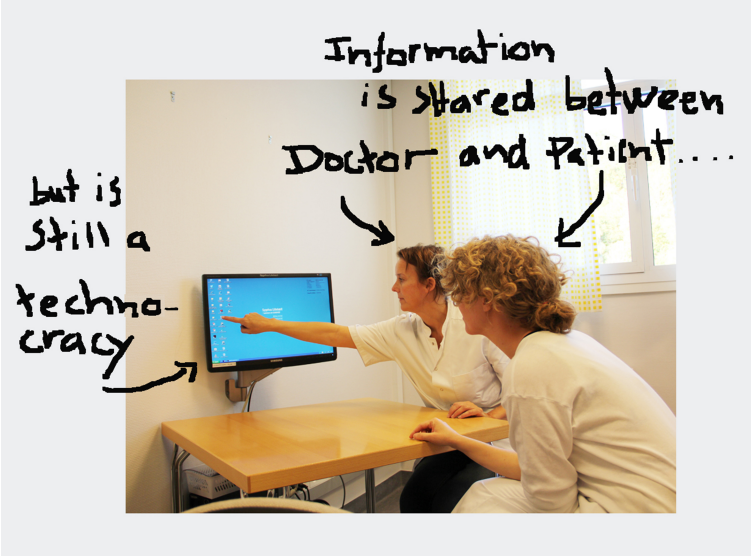 Information
is shared between
Doctor and Patient....
but is
still a
techno-
cracy